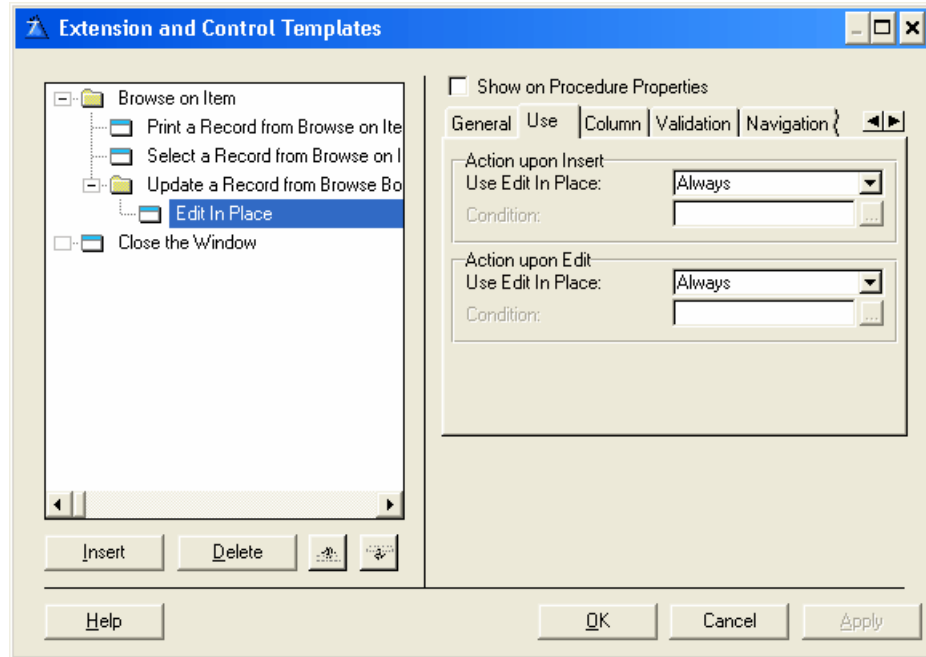 Extension and Control Templates
Browse on Item
Print a Record from Browse on Ite
Select a Record from Browse on I
Update a Record from Browse Bo
Edit In Place
Close the Window
Insert
Delete
Show on Procedure Properties
General Use Column Validation Navigation
Action upon Insert
Use Edit In Place: Always
Condition: ...
Action upon Edit
Use Edit In Place: Always
Condition: ...
Help
OK
Cancel
Apply